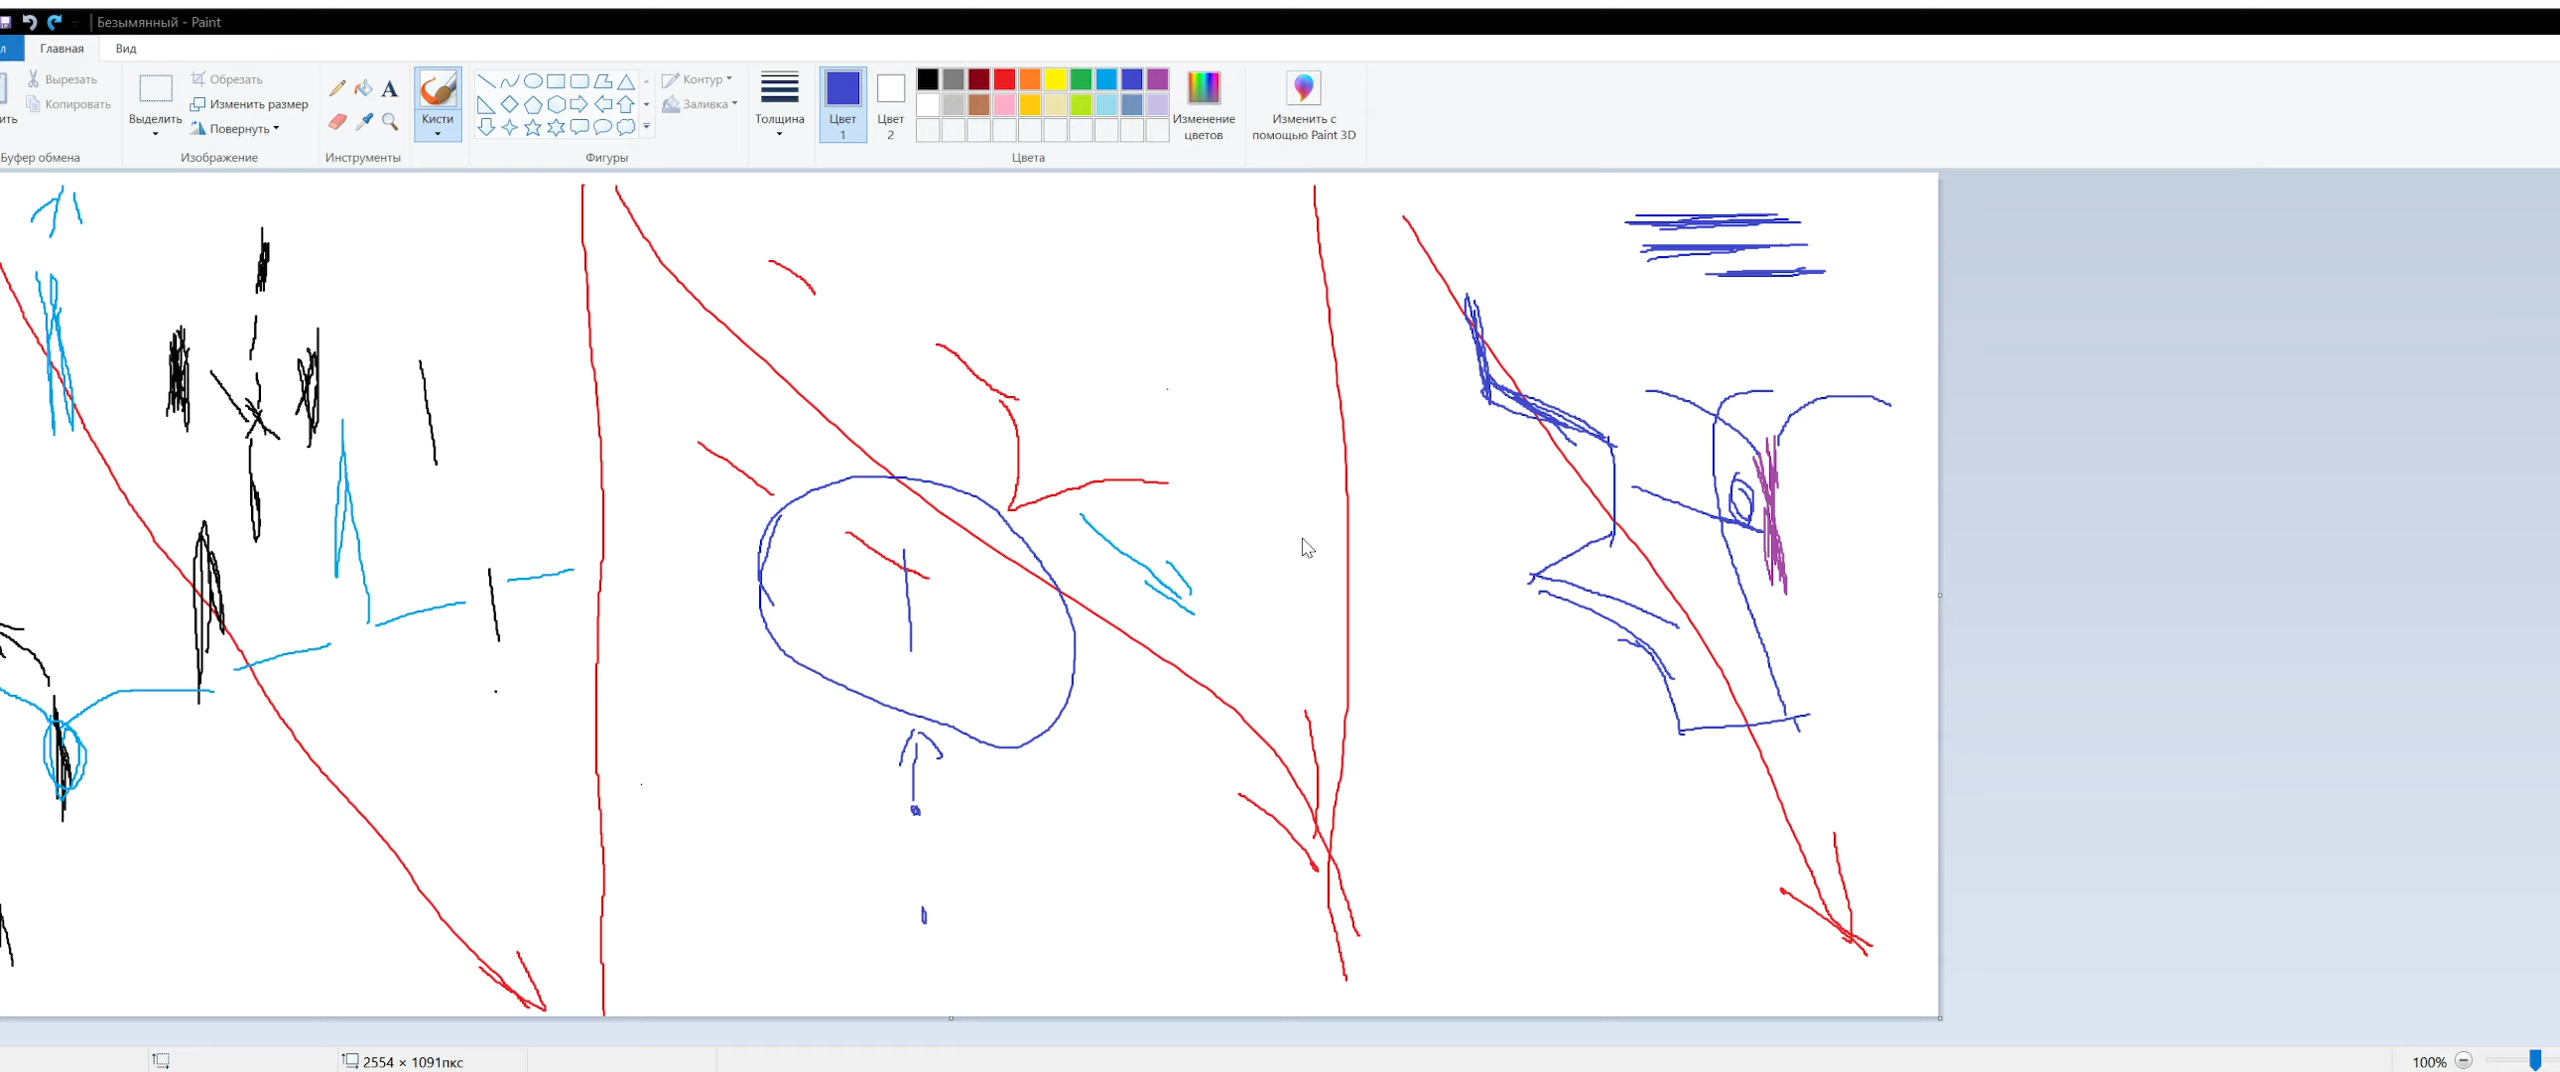 Безымянный - Paint
л
Главная
Вид
ить
Вырезать
Копировать
Буфер обмена
Выделить
Обрезать
Изменить размер
Повернуть
Изображение
A
Инструменты
Кисти
Контур
Заливка
Фигуры
Толщина
Цвет
1
Цвет
2
Изменение
цветов
Цвета
Изменить с
помощью Paint 3D
2554 × 1091пкс
100%